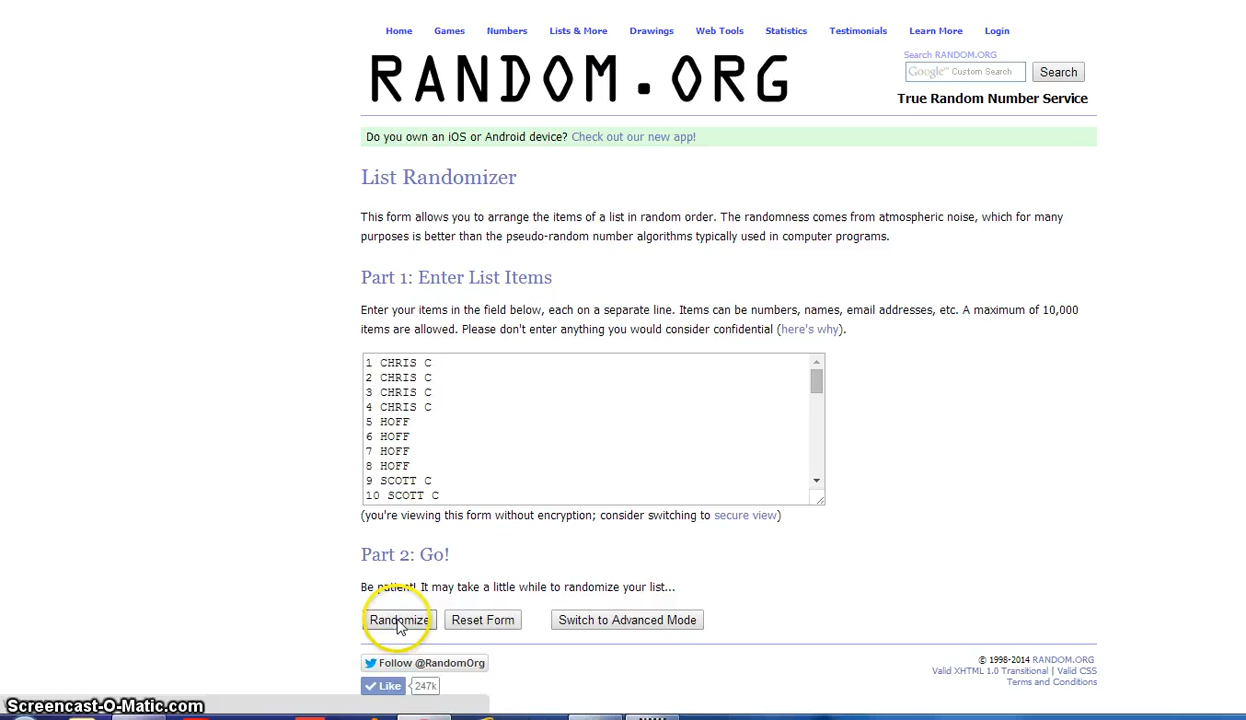 Home Games Numbers Lists & More Drawings Web Tools Statistics Testimonials Learn More Login
Search RANDOM.ORG
Google™ Custom Search Search
RANDOM.ORG
True Random Number Service
Do you own an iOS or Android device? Check out our new app!
List Randomizer
This form allows you to arrange the items of a list in random order. The randomness comes from atmospheric noise, which for many
purposes is better than the pseudo-random number algorithms typically used in computer programs.
Part 1: Enter List Items
Enter your items in the field below, each on a separate line. Items can be numbers, names, email addresses, etc. A maximum of 10,000
items are allowed. Please don't enter anything you would consider confidential (here's why).
1 CHRIS C
2 CHRIS C
3 CHRIS C
4 CHRIS C
5 HOFF
6 HOFF
7 HOFF
8 HOFF
9 SCOTT C
10 SCOTT C
(you're viewing this form without encryption; consider switching to secure view)
Part 2: Go!
Be patient! It may take a little while to randomize your list...
Randomize Reset Form Switch to Advanced Mode
Follow @RandomOrg
Like 247k
© 1998-2014 RANDOM.ORG
Valid XHTML 1.0 Transitional | Valid CSS
Terms and Conditions
Screencast-O-Matic.com